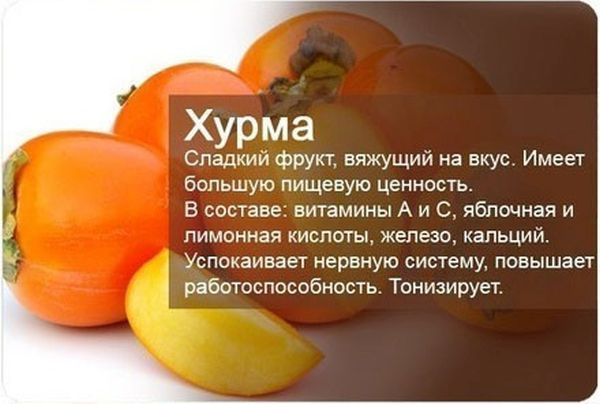 Хурма
Сладкий фрукт, вяжущий на вкус. Имеет
большую пищевую ценность.
В составе: витамины А и С, яблочная и
лимонная кислоты, железо, кальций.
Успокаивает нервную систему, повышает
работоспособность. Тонизирует.